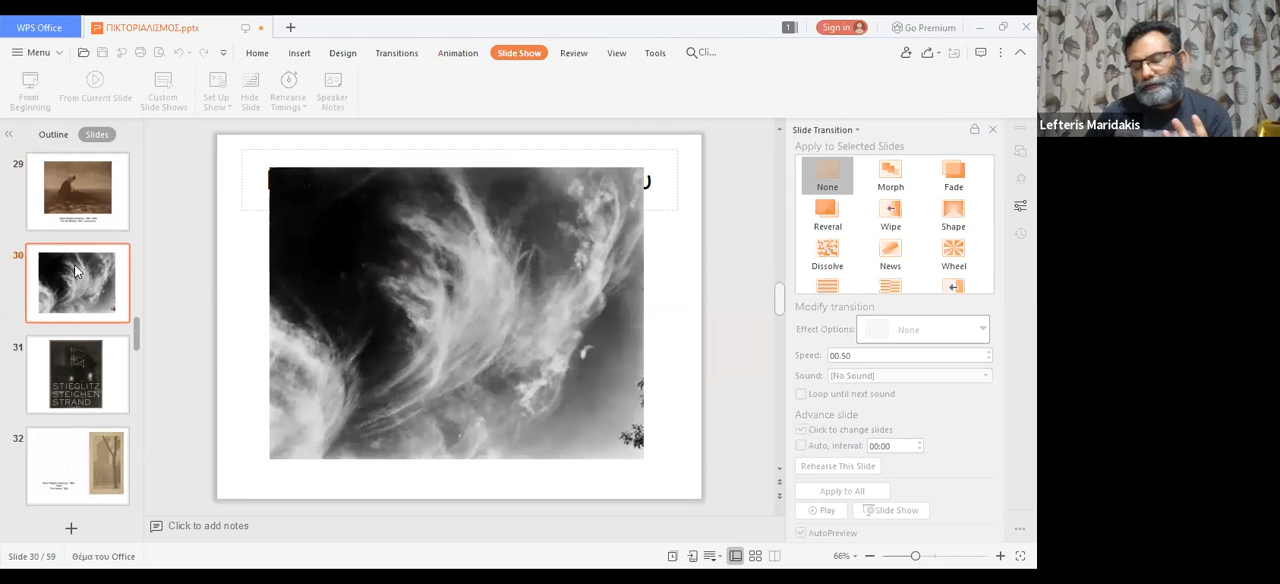 WPS Office
ΠΙΚΤΟΡΙΑΛΙΣΜΟΣ.pptx
1
Sign in
Go Premium
Menu
Home
Insert
Design
Transitions
Animation
Slide Show
Review
View
Tools
Cli...
From Beginning
From Current Slide
Custom Slide Shows
Set Up Show
Hide Slide
Rehearse Timings
Speaker Notes
Lefteris Maridakis
Outline
Slides
29
30
31
STIEGLITZ
STEICHEN
STRAND
32
Slide Transition
Apply to Selected Slides
None
Morph
Fade
Reveral
Wipe
Shape
Dissolve
News
Wheel
Modify transition
Effect Options:
None
Speed:
00.50
Sound:
[No Sound]
Loop until next sound
Advance slide
Click to change slides
Auto, interval:
00:00
Rehearse This Slide
Apply to All
Play
Slide Show
AutoPreview
Click to add notes
Slide 30 / 59
Θέμα του Office
66%